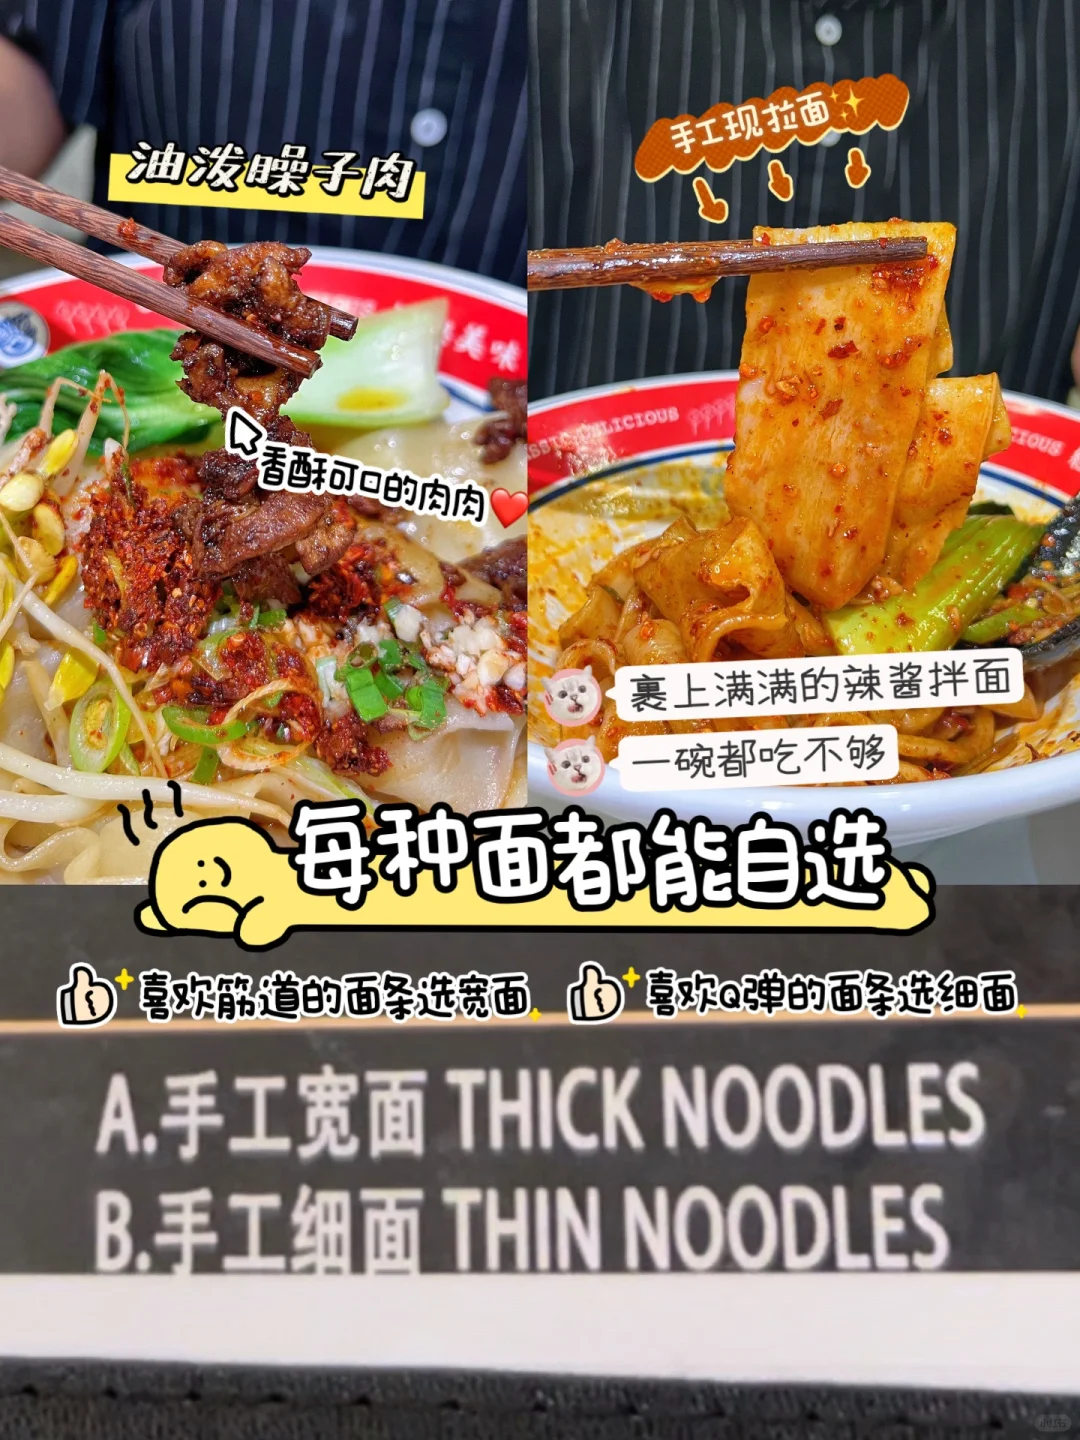 油泼臊子肉
手工现拉面
美味
香酥可口的肉肉
DELICIOUS
裹上满满的辣酱拌面
一碗都吃不够
每种面都能自选
喜欢筋道的面条选宽面
喜欢Q弹的面条选细面
A.手工宽面 THICK NOODLES
B.手工细面 THIN NOODLES